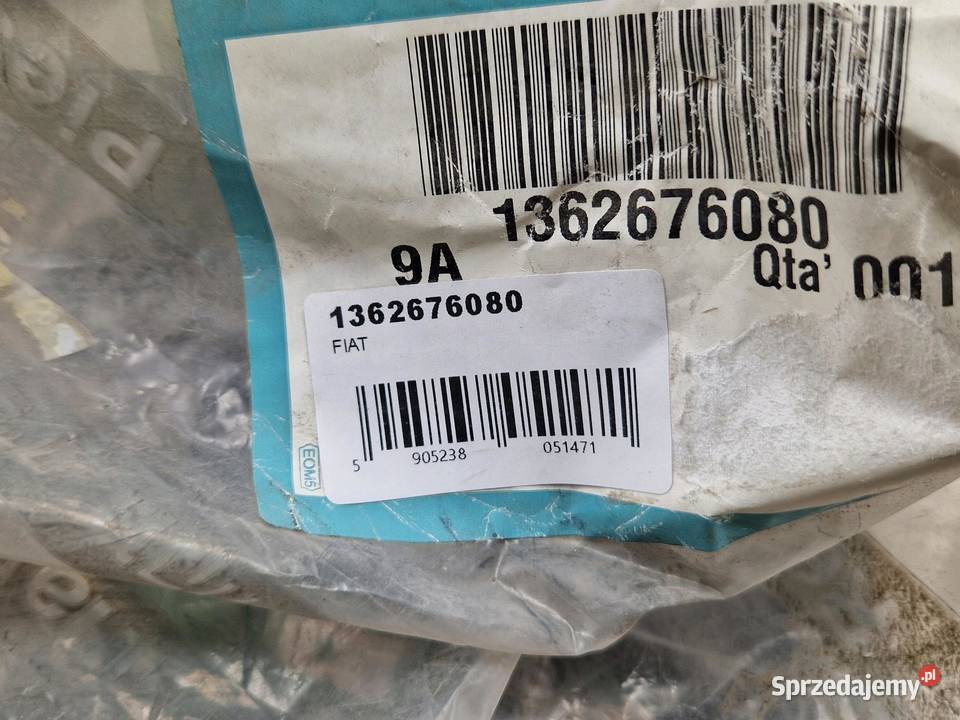 1362676080
9A
Qta' 001
1362676080
FIAT
5 905238 051471
EOM5
Sprzedajemy.pl